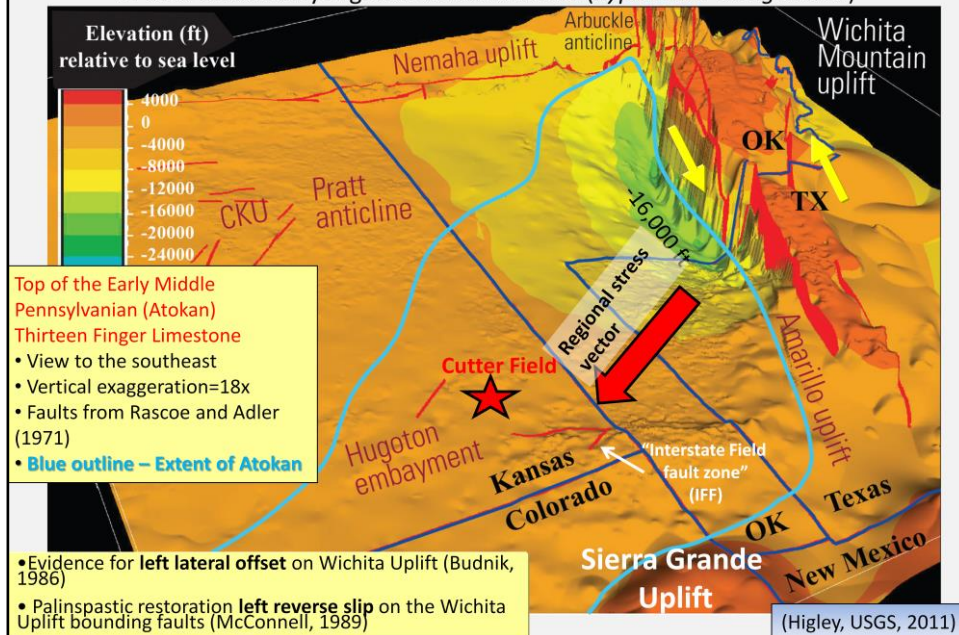 Elevation (ft)
relative to sea level
4000
0
-4000
-8000
-12000
-16000
-20000
-24000
Nemaha uplift
Arbuckle
anticline
Wichita
Mountain
uplift
OK
TX
CKU
Pratt
anticline
-16,000 ft
Regional stress
vector
Amarillo uplift
Top of the Early Middle
Pennsylvanian (Atokan)
Thirteen Finger Limestone
• View to the southeast
• Vertical exaggeration=18x
• Faults from Rascoe and Adler
(1971)
• Blue outline – Extent of Atokan
Cutter Field
Hugoton
embayment
Kansas
Colorado
"Interstate Field
fault zone"
(IFF)
OK
Texas
New Mexico
Sierra Grande
Uplift
•Evidence for left lateral offset on Wichita Uplift (Budnik,
1986)
• Palinspastic restoration left reverse slip on the Wichita
Uplift bounding faults (McConnell, 1989)
(Higley, USGS, 2011)